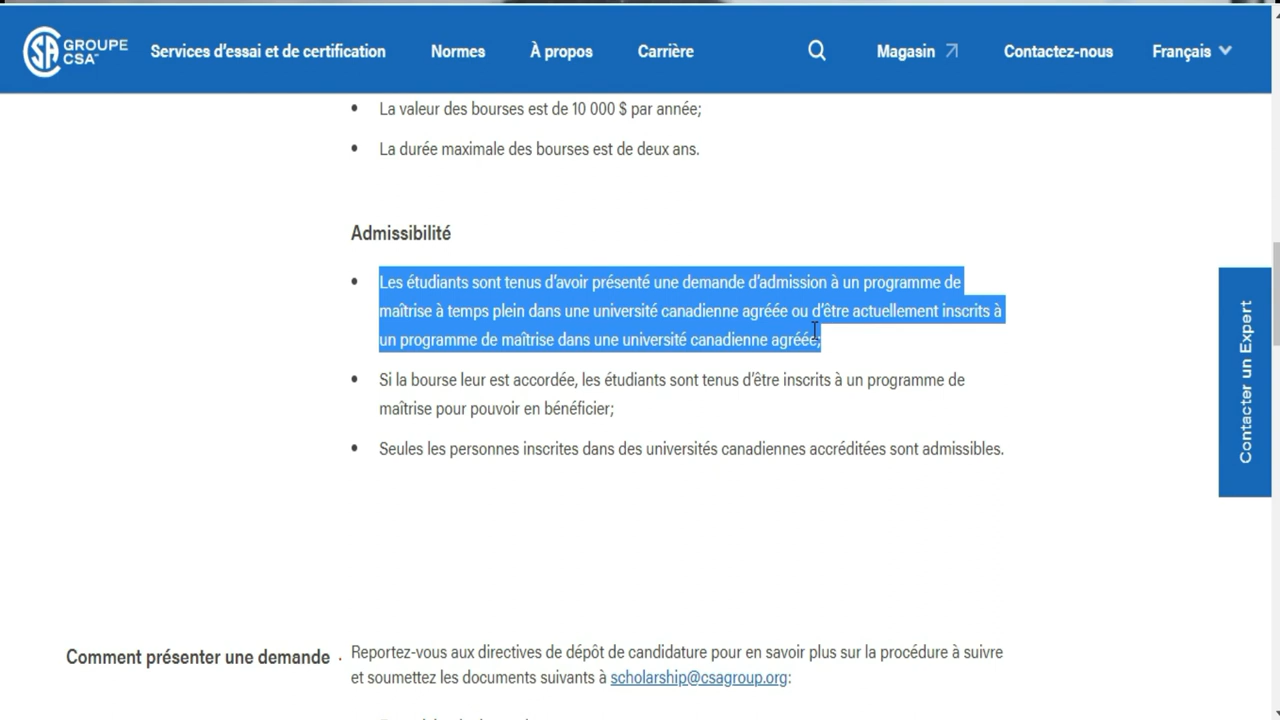 GROUPE
CSA™
Services d'essai et de certification
Normes
À propos
Carrière
Magasin
Contactez-nous
Français
La valeur des bourses est de 10 000 $ par année;
La durée maximale des bourses est de deux ans.
Admissibilité
Les étudiants sont tenus d'avoir présenté une demande d'admission à un programme de
maîtrise à temps plein dans une université canadienne agréée ou d'être actuellement inscrits à
un programme de maîtrise dans une université canadienne agréée;
Si la bourse leur est accordée, les étudiants sont tenus d'être inscrits à un programme de
maîtrise pour pouvoir en bénéficier;
Seules les personnes inscrites dans des universités canadiennes accréditées sont admissibles.
Contacter un Expert
Comment présenter une demande
Reportez-vous aux directives de dépôt de candidature pour en savoir plus sur la procédure à suivre
et soumettez les documents suivants à scholarship@csagroup.org: